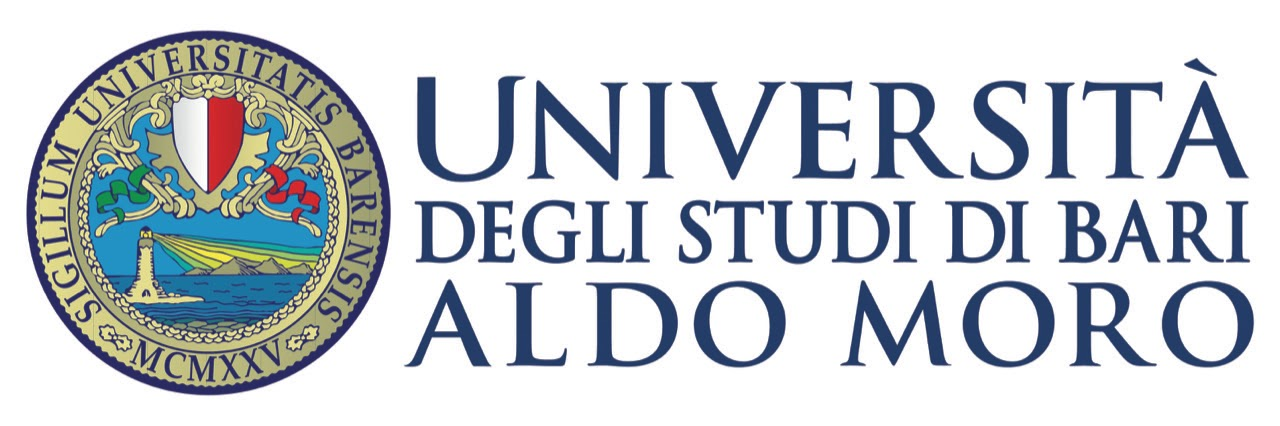 SIGILLUM UNIVERSITATIS BARENSIS
MCMXXV
UNIVERSITÀ
DEGLI STUDI DI BARI
ALDO MORO